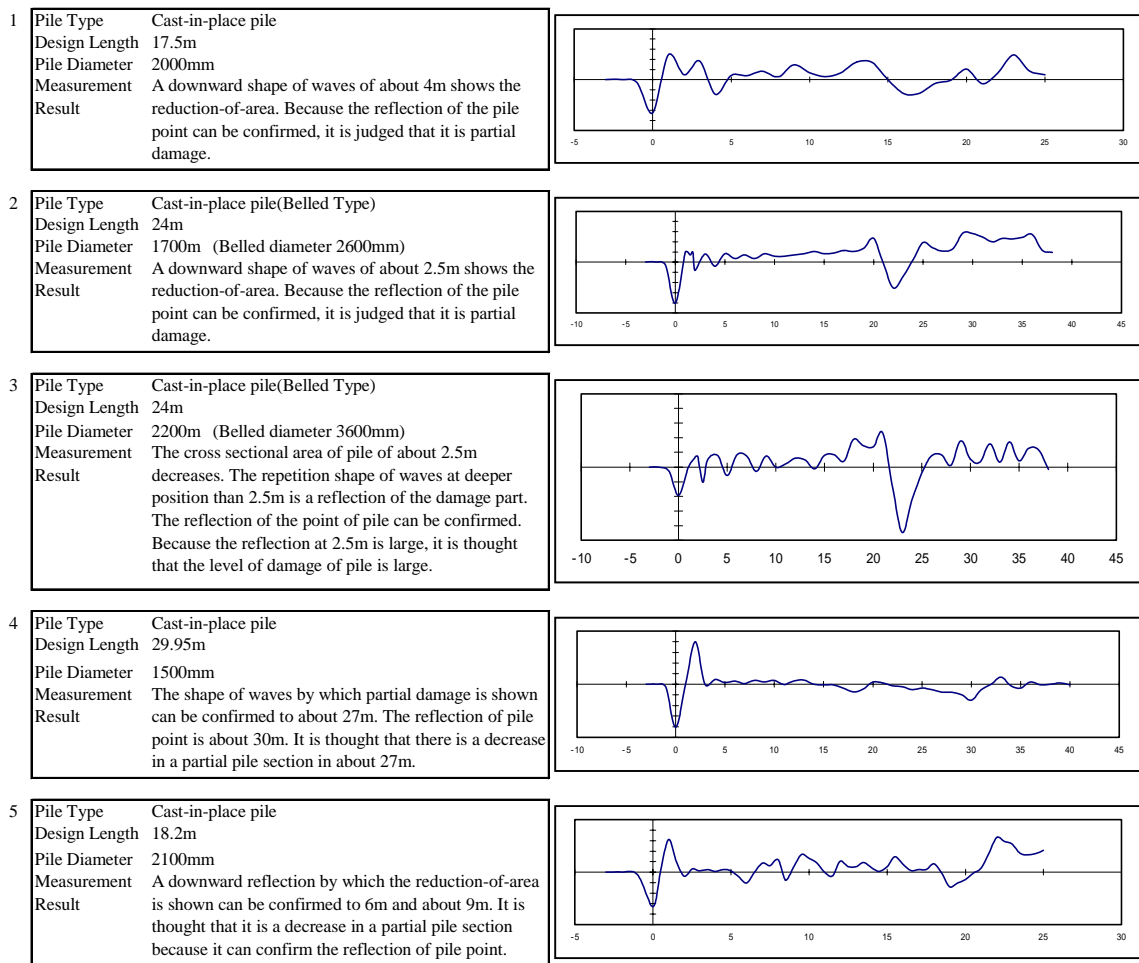 1 Pile Type Cast-in-place pile
Design Length 17.5m
Pile Diameter 2000mm
Measurement A downward shape of waves of about 4m shows the
Result reduction-of-area. Because the reflection of the pile
point can be confirmed, it is judged that it is partial
damage.
-5 0 5 10 15 20 25 30
2 Pile Type Cast-in-place pile(Belled Type)
Design Length 24m
Pile Diameter 1700m (Belled diameter 2600mm)
Measurement A downward shape of waves of about 2.5m shows the
Result reduction-of-area. Because the reflection of the pile
point can be confirmed, it is judged that it is partial
damage.
-10 -5 0 5 10 15 20 25 30 35 40 45
3 Pile Type Cast-in-place pile(Belled Type)
Design Length 24m
Pile Diameter 2200m (Belled diameter 3600mm)
Measurement The cross sectional area of pile of about 2.5m
Result decreases. The repetition shape of waves at deeper
position than 2.5m is a reflection of the damage part.
The reflection of the point of pile can be confirmed.
Because the reflection at 2.5m is large, it is thought
that the level of damage of pile is large.
-10 -5 0 5 10 15 20 25 30 35 40 45
4 Pile Type Cast-in-place pile
Design Length 29.95m
Pile Diameter 1500mm
Measurement The shape of waves by which partial damage is shown
Result can be confirmed to about 27m. The reflection of pile
point is about 30m. It is thought that there is a decrease
in a partial pile section in about 27m.
-10 -5 0 5 10 15 20 25 30 35 40 45
5 Pile Type Cast-in-place pile
Design Length 18.2m
Pile Diameter 2100mm
Measurement A downward reflection by which the reduction-of-area
Result is shown can be confirmed to 6m and about 9m. It is
thought that it is a decrease in a partial pile section
because it can confirm the reflection of pile point.
-5 0 5 10 15 20 25 30